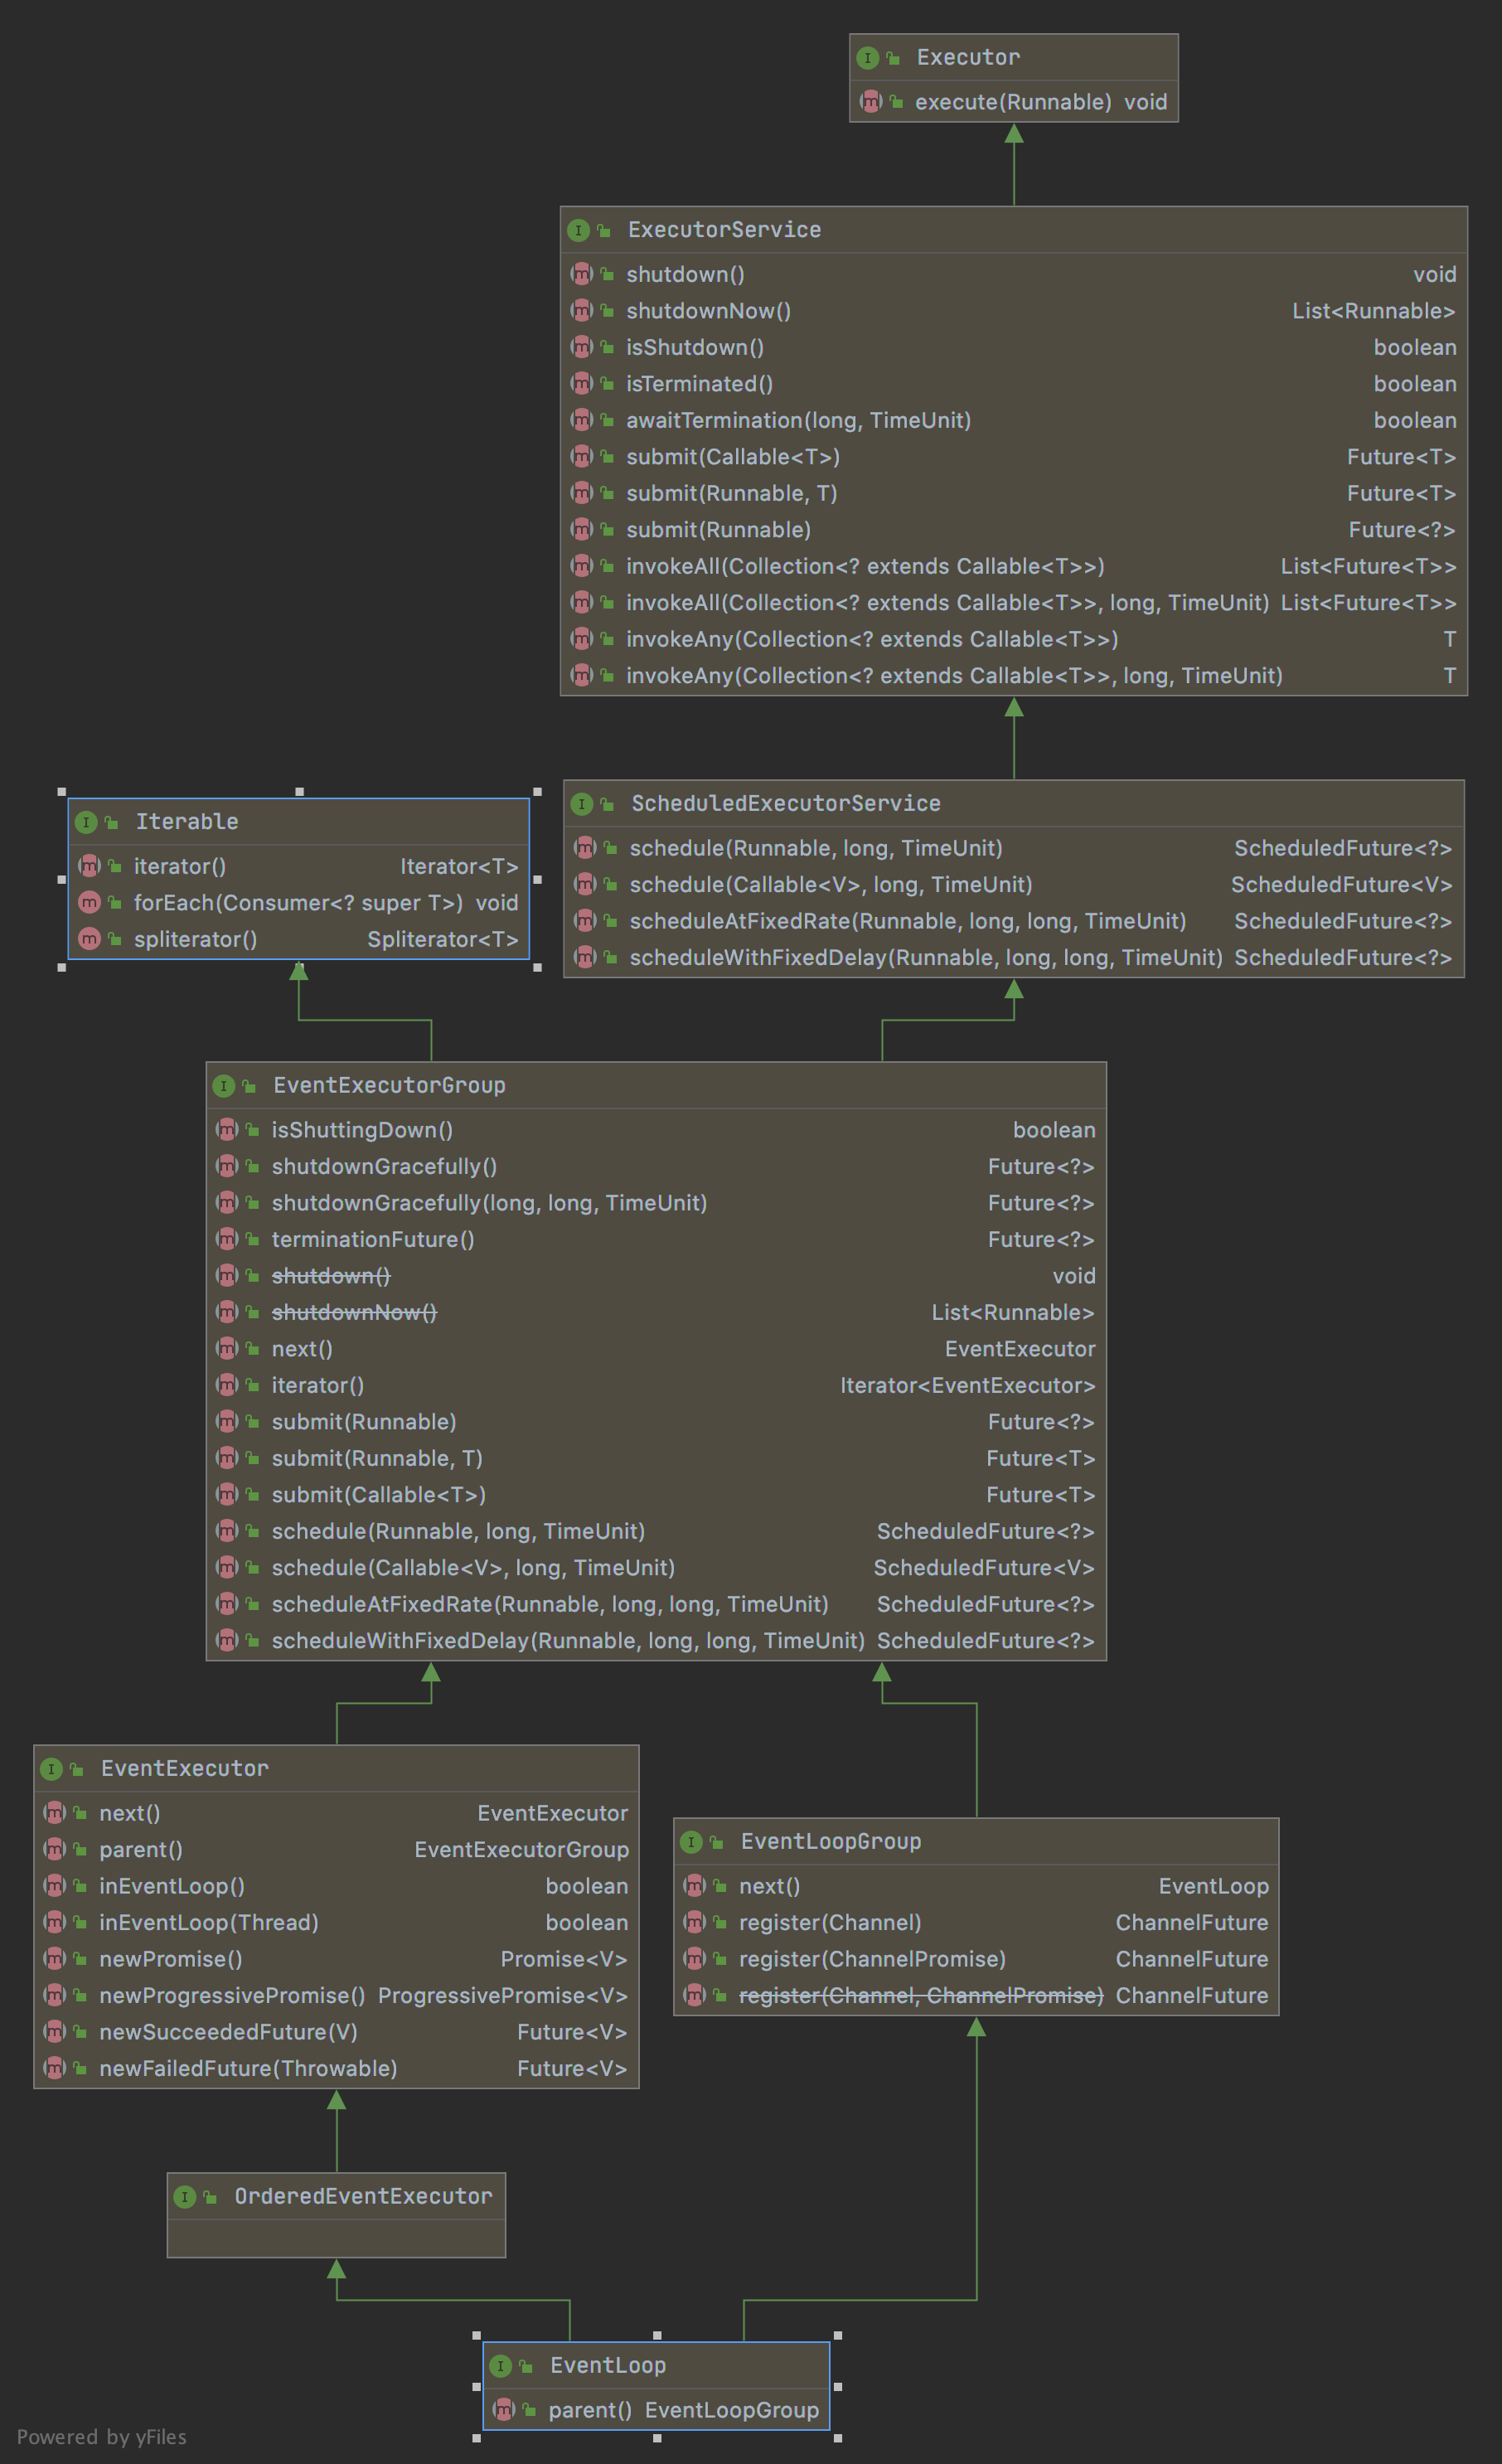 Executor
execute(Runnable) void
ExecutorService
shutdown() void
shutdownNow() List<Runnable>
isShutdown() boolean
isTerminated() boolean
awaitTermination(long, TimeUnit) boolean
submit(Callable<T>) Future<T>
submit(Runnable, T) Future<T>
submit(Runnable) Future<?>
invokeAll(Collection<? extends Callable<T>>) List<Future<T>>
invokeAll(Collection<? extends Callable<T>>, long, TimeUnit) List<Future<T>>
invokeAny(Collection<? extends Callable<T>>) T
invokeAny(Collection<? extends Callable<T>>, long, TimeUnit) T
Iterable
iterator() Iterator<T>
forEach(Consumer<? super T>) void
spliterator() Spliterator<T>
ScheduledExecutorService
schedule(Runnable, long, TimeUnit) ScheduledFuture<?>
schedule(Callable<V>, long, TimeUnit) ScheduledFuture<V>
scheduleAtFixedRate(Runnable, long, long, TimeUnit) ScheduledFuture<?>
scheduleWithFixedDelay(Runnable, long, long, TimeUnit) ScheduledFuture<?>
EventExecutorGroup
isShuttingDown() boolean
shutdownGracefully() Future<?>
shutdownGracefully(long, long, TimeUnit) Future<?>
terminationFuture() Future<?>
shutdown() void
shutdownNow() List<Runnable>
next() EventExecutor
iterator() Iterator<EventExecutor>
submit(Runnable) Future<?>
submit(Runnable, T) Future<T>
submit(Callable<T>) Future<T>
schedule(Runnable, long, TimeUnit) ScheduledFuture<?>
schedule(Callable<V>, long, TimeUnit) ScheduledFuture<V>
scheduleAtFixedRate(Runnable, long, long, TimeUnit) ScheduledFuture<?>
scheduleWithFixedDelay(Runnable, long, long, TimeUnit) ScheduledFuture<?>
EventExecutor
next() EventExecutor
parent() EventExecutorGroup
inEventLoop() boolean
inEventLoop(Thread) boolean
newPromise() Promise<V>
newProgressivePromise() ProgressivePromise<V>
newSucceededFuture(V) Future<V>
newFailedFuture(Throwable) Future<V>
EventLoopGroup
next() EventLoop
register(Channel) ChannelFuture
register(ChannelPromise) ChannelFuture
register(Channel, ChannelPromise) ChannelFuture
OrderedEventExecutor
EventLoop
parent() EventLoopGroup
Powered by yFiles